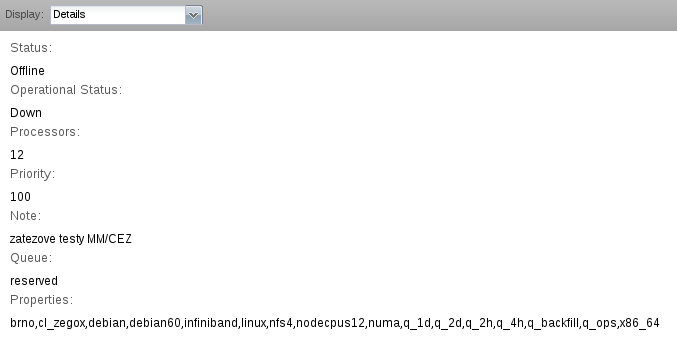 Display: Details
Status:
Offline
Operational Status:
Down
Processors:
12
Priority:
100
Note:
zatezove testy MM/CEZ
Queue:
reserved
Properties:
brno,cl_zegox,debian,debian60,infiniband,linux,nfs4,nodecpus12,numa,q_1d,q_2d,q_2h,q_4h,q_backfill,q_ops,x86_64